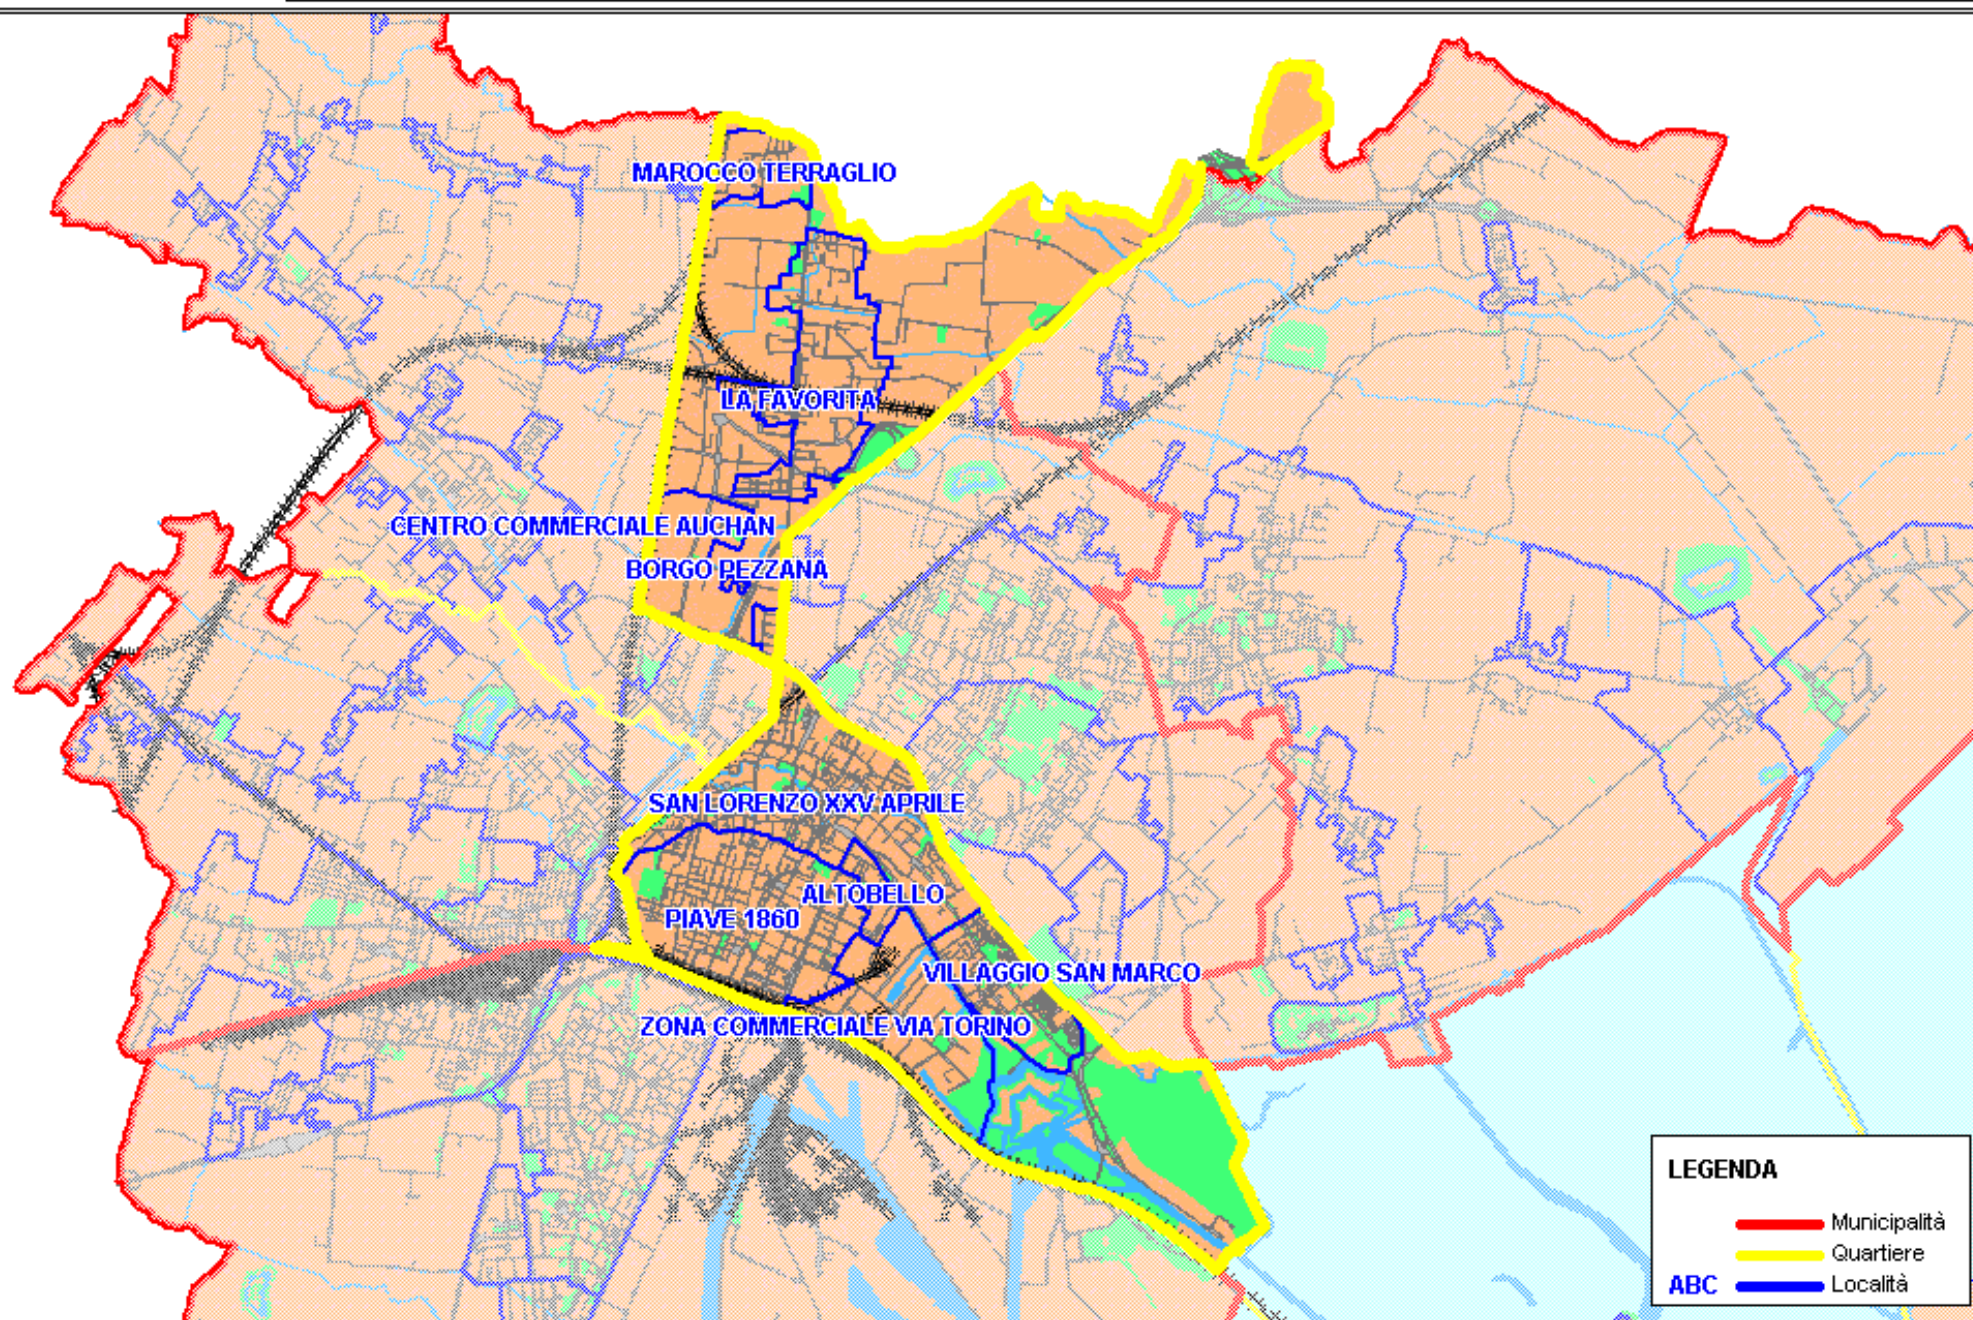 MAROCCO TERRAGLIO
LA FAVORITA
CENTRO COMMERCIALE AUCHAN
BORGO PEZZANA
SAN LORENZO XXV APRILE
ALTOBELLO
PIAVE 1860
VILLAGGIO SAN MARCO
ZONA COMMERCIALE VIA TORINO
LEGENDA
Municipalità
Quartiere
ABC Località